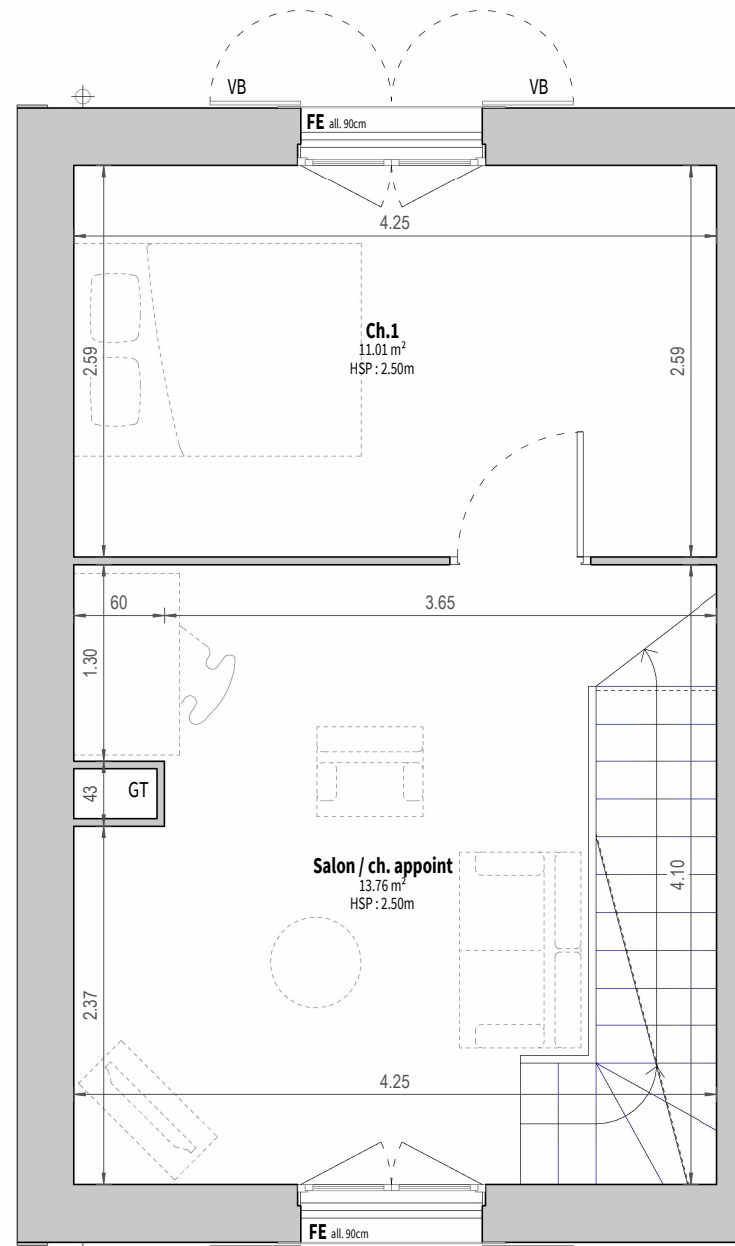 VB
VB
FE all. 90cm
4.25
Ch.1
11.01 m²
HSP : 2.50m
2.59
2.59
60
3.65
1.30
43
GT
Salon / ch. appoint
13.76 m²
HSP : 2.50m
4.10
2.37
4.25
FE all. 90cm